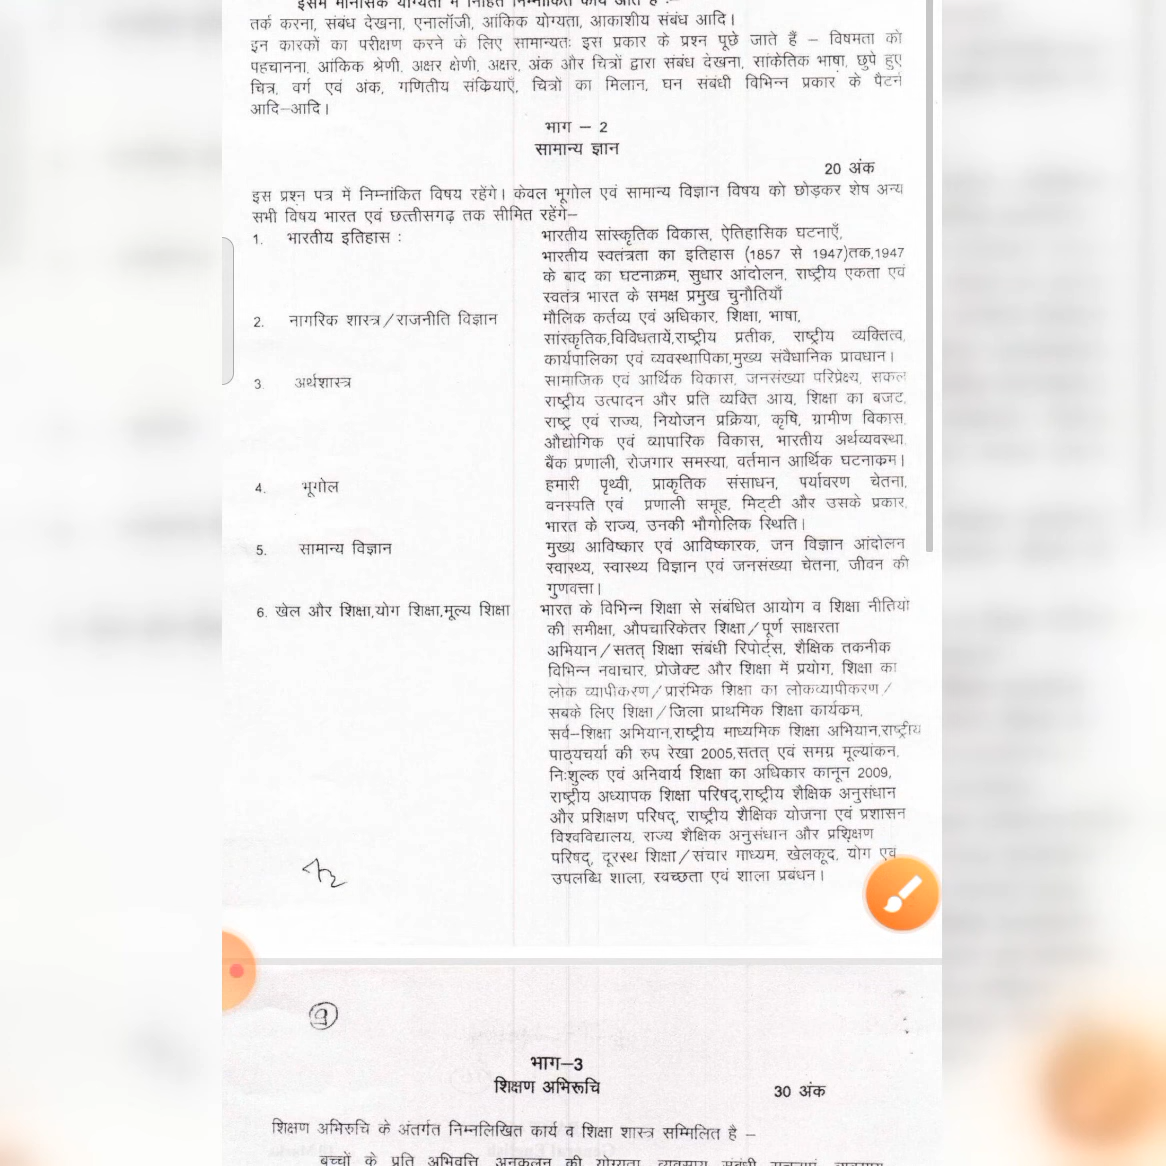 इसमें मानसिक योग्यता में निहित निम्नांकित कार्य आते हैं :–
तर्क करना, संबंध देखना, एनालॉजी, आंकिक योग्यता, आकाशीय संबंध आदि।
इन कारकों का परीक्षण करने के लिए सामान्यतः इस प्रकार के प्रश्न पूछे जाते हैं – विषमता को
पहचानना, आंकिक श्रेणी, अक्षर क्षेणी, अक्षर, अंक और चित्रों द्वारा संबंध देखना, सांकेतिक भाषा, छुपे हुए
चित्र, वर्ग एवं अंक, गणितीय संक्रियाएँ, चित्रो का मिलान, घन संबंधी विभिन्न प्रकार के पैटर्न
आदि–आदि।
भाग – 2
सामान्य ज्ञान
20 अंक
इस प्रश्न पत्र में निम्नांकित विषय रहेंगे। केवल भूगोल एवं सामान्य विज्ञान विषय को छोड़कर शेष अन्य
सभी विषय भारत एवं छत्तीसगढ़ तक सीमित रहेंगे–
1. भारतीय इतिहास : भारतीय सांस्कृतिक विकास, ऐतिहासिक घटनाएँ,
भारतीय स्वतंत्रता का इतिहास (1857 से 1947)तक,1947
के बाद का घटनाक्रम, सुधार आंदोलन, राष्ट्रीय एकता एवं
स्वतंत्र भारत के समक्ष प्रमुख चुनौतियाँ
2. नागरिक शास्त्र/राजनीति विज्ञान मौलिक कर्तव्य एवं अधिकार, शिक्षा, भाषा,
सांस्कृतिक,विविधतायें,राष्ट्रीय प्रतीक, राष्ट्रीय व्यक्तित्व,
कार्यपालिका एवं व्यवस्थापिका,मुख्य संवैधानिक प्रावधान।
3. अर्थशास्त्र सामाजिक एवं आर्थिक विकास, जनसंख्या परिप्रेक्ष्य, सकल
राष्ट्रीय उत्पादन और प्रति व्यक्ति आय, शिक्षा का बजट,
राष्ट्र एवं राज्य, नियोजन प्रक्रिया, कृषि, ग्रामीण विकास,
औद्योगिक एवं व्यापारिक विकास, भारतीय अर्थव्यवस्था,
बैंक प्रणाली, रोजगार समस्या, वर्तमान आर्थिक घटनाक्रम।
4. भूगोल हमारी पृथ्वी, प्राकृतिक संसाधन, पर्यावरण चेतना,
वनस्पति एवं प्रणाली समूह, मिट्टी और उसके प्रकार,
भारत के राज्य, उनकी भौगोलिक स्थिति।
5. सामान्य विज्ञान मुख्य आविष्कार एवं आविष्कारक, जन विज्ञान आंदोलन
स्वास्थ्य, स्वास्थ्य विज्ञान एवं जनसंख्या चेतना, जीवन की
गुणवत्ता।
6. खेल और शिक्षा,योग शिक्षा,मूल्य शिक्षा भारत के विभिन्न शिक्षा से संबंधित आयोग व शिक्षा नीतियों
की समीक्षा, औपचारिकेतर शिक्षा/पूर्ण साक्षरता
अभियान/सतत् शिक्षा संबंधी रिपोर्ट्स, शैक्षिक तकनीक
विभिन्न नवाचार, प्रोजेक्ट और शिक्षा में प्रयोग, शिक्षा का
लोक व्यापीकरण/प्रारंभिक शिक्षा का लोकव्यापीकरण/
सबके लिए शिक्षा/जिला प्राथमिक शिक्षा कार्यक्रम,
सर्व–शिक्षा अभियान,राष्ट्रीय माध्यमिक शिक्षा अभियान,राष्ट्रीय
पाठ्यचर्या की रुप रेखा 2005,सतत् एवं समग्र मूल्यांकन,
निःशुल्क एवं अनिवार्य शिक्षा का अधिकार कानून 2009,
राष्ट्रीय अध्यापक शिक्षा परिषद्,राष्ट्रीय शैक्षिक अनुसंधान
और प्रशिक्षण परिषद्, राष्ट्रीय शैक्षिक योजना एवं प्रशासन
विश्वविद्यालय, राज्य शैक्षिक अनुसंधान और प्रशिक्षण
परिषद्, दूरस्थ शिक्षा/संचार माध्यम, खेलकूद, योग एवं
उपलब्धि शाला, स्वच्छता एवं शाला प्रबंधन।
भाग–3
शिक्षण अभिरूचि
30 अंक
शिक्षण अभिरुचि के अंतर्गत निम्नलिखित कार्य व शिक्षा शास्त्र सम्मिलित है –
बच्चों के प्रति अभिवृत्ति, अनुकूलन की योग्यता, व्यवसाय संबंधी